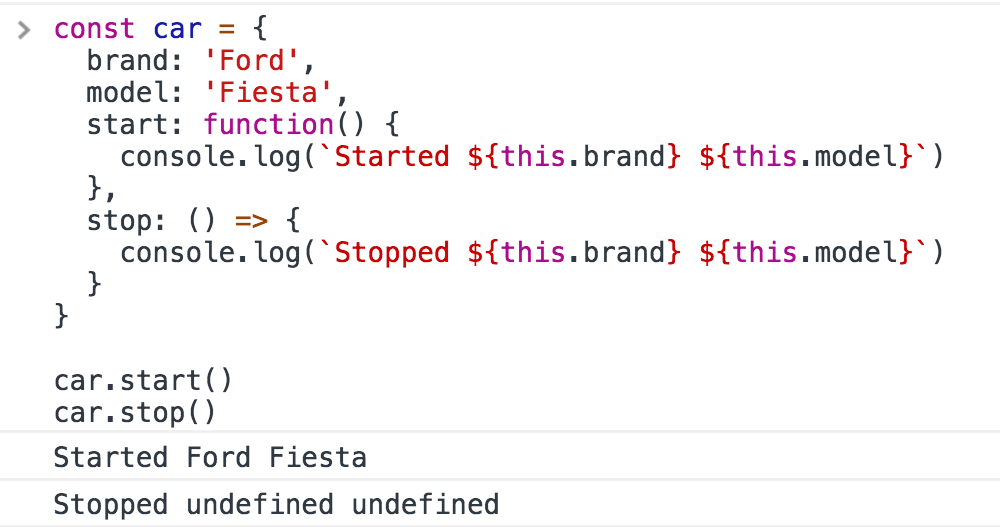 const car = {
  brand: 'Ford',
  model: 'Fiesta',
  start: function() {
    console.log(`Started ${this.brand} ${this.model}`)
  },
  stop: () => {
    console.log(`Stopped ${this.brand} ${this.model}`)
  }
}

car.start()
car.stop()
Started Ford Fiesta
Stopped undefined undefined